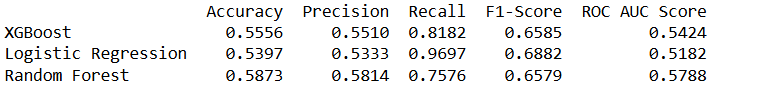 Accuracy Precision Recall F1-Score ROC AUC Score
XGBoost 0.5556 0.5510 0.8182 0.6585 0.5424
Logistic Regression 0.5397 0.5333 0.9697 0.6882 0.5182
Random Forest 0.5873 0.5814 0.7576 0.6579 0.5788